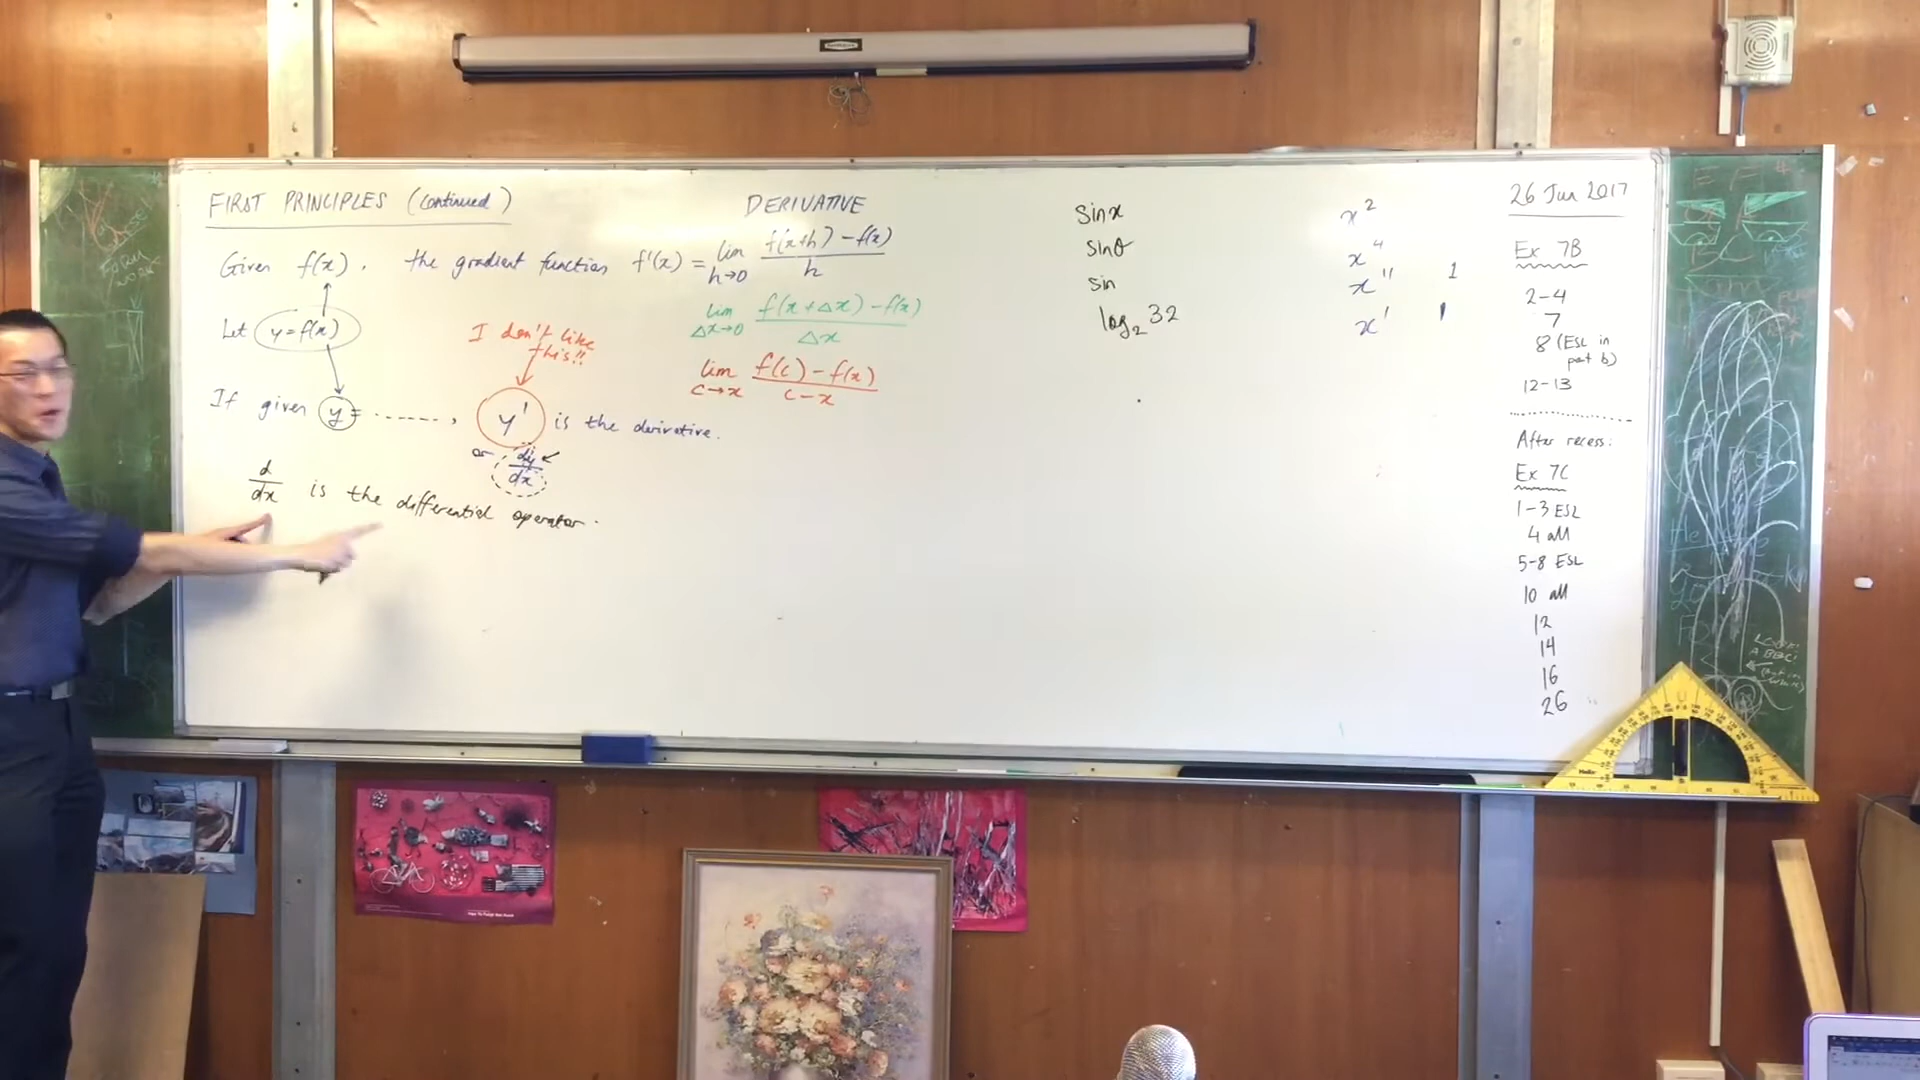 FIRST PRINCIPLES (continued)
DERIVATIVE
Given f(x), the gradient function f'(x) = lim h→0 f(x+h) - f(x) / h
lim Δx→0 f(x+Δx) - f(x) / Δx
Let y = f(x)
I don't like
this!!
lim c→x f(c) - f(x) / c - x
If given y = ------, y' is the derivative.
or dy/dx
d/dx is the differential operator.
sin x
sin θ
sin
log₂ 32
x²
x⁴
x" 1
x' 1
26 Jun 2017
Ex 7B
2-4
7
8 (ESL in
part b)
12-13
After recess:
Ex 7C
1-3 ESL
4 all
5-8 ESL
10 all
12
14
16
26